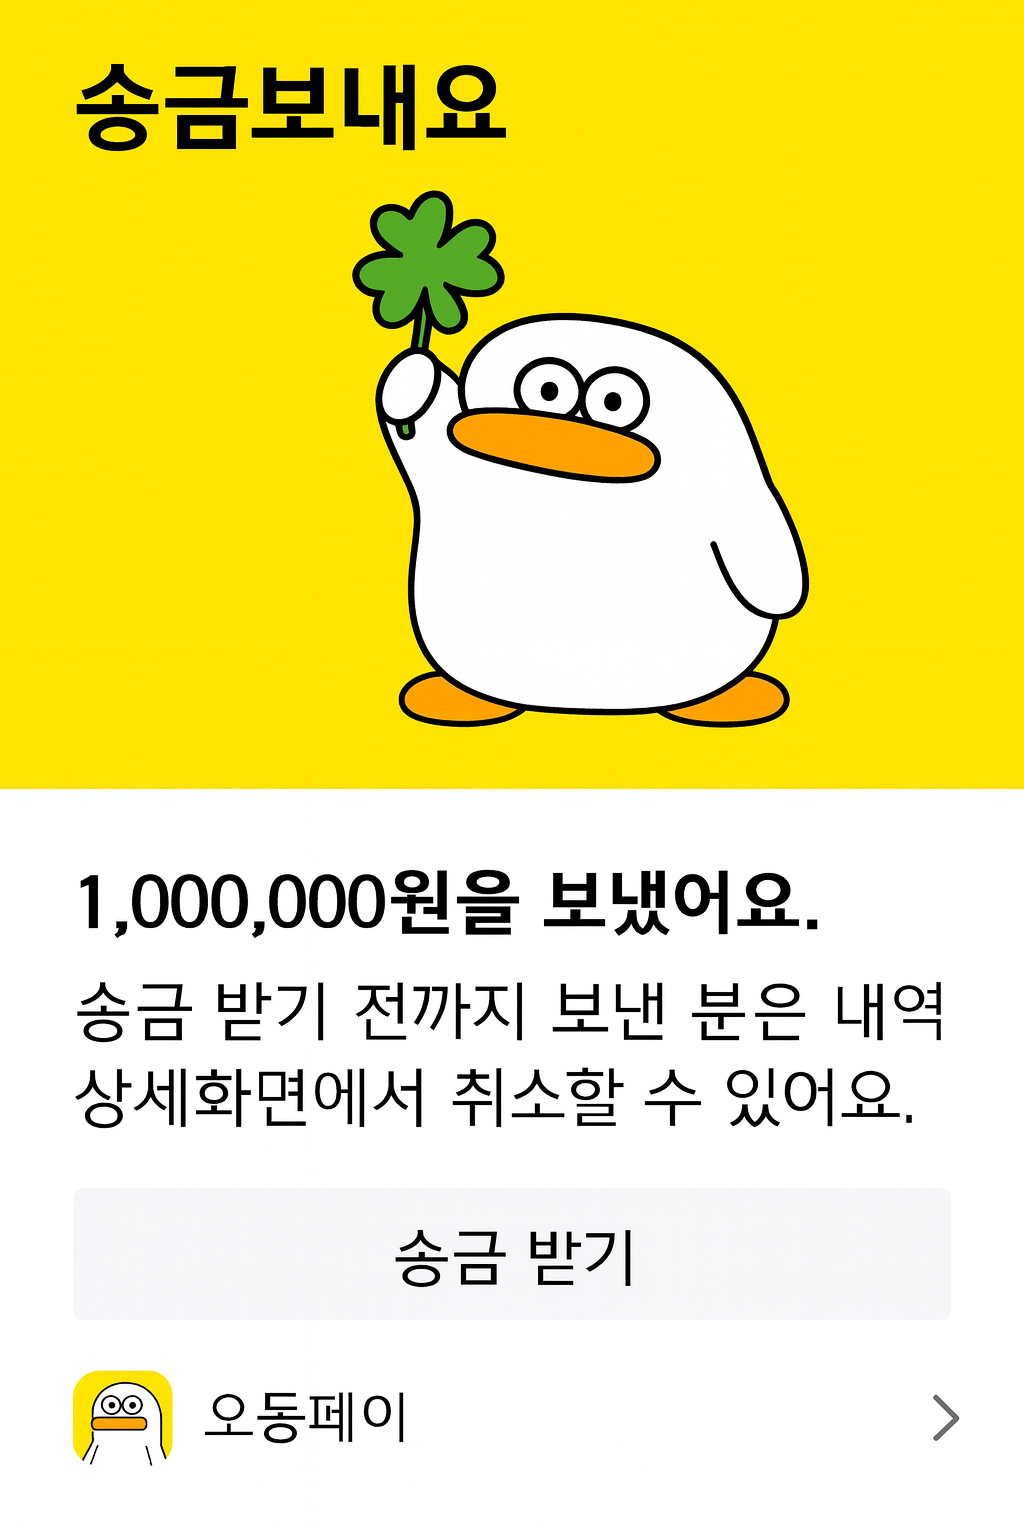 송금보내요
1,000,000원을 보냈어요.
송금 받기 전까지 보낸 분은 내역
상세화면에서 취소할 수 있어요.
송금 받기
오동페이